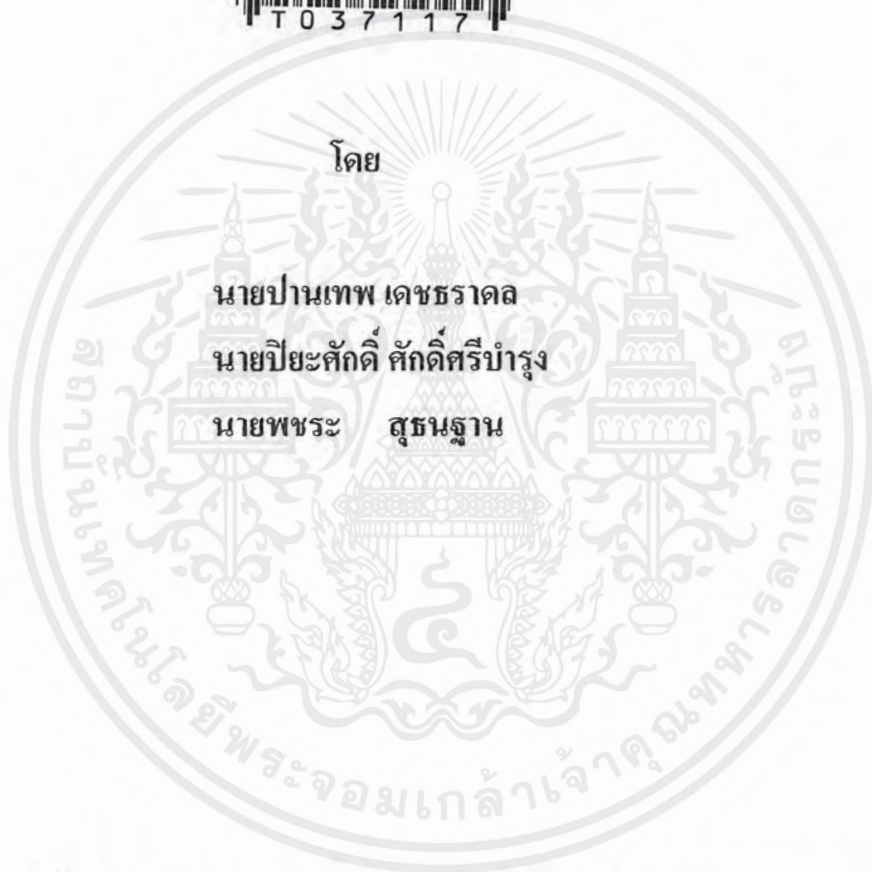 T037117
โดย
นายปานเทพ เดชธราดล
นายปิยะศักดิ์ ศักดิ์ศรีบำรุง
นายพชระ สุธนฐาน
สถาบันเทคโนโลยีพระจอมเกล้าเจ้าคุณทหารลาดกระบัง